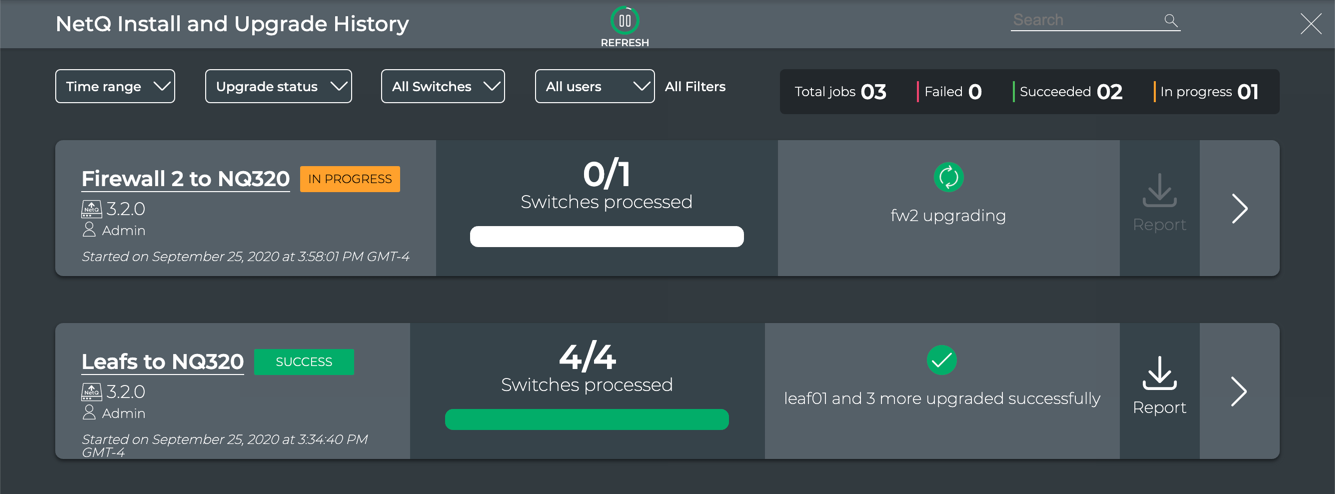 NetQ Install and Upgrade History
REFRESH
Search
Time range
Upgrade status
All Switches
All users
All Filters
Total jobs 03
Failed 0
Succeeded 02
In progress 01
Firewall 2 to NQ320
IN PROGRESS
NetQ 3.2.0
Admin
Started on September 25, 2020 at 3:58:01 PM GMT-4
0/1
Switches processed
fw2 upgrading
Report
Leafs to NQ320
SUCCESS
NetQ 3.2.0
Admin
Started on September 25, 2020 at 3:34:40 PM
GMT-4
4/4
Switches processed
leaf01 and 3 more upgraded successfully
Report